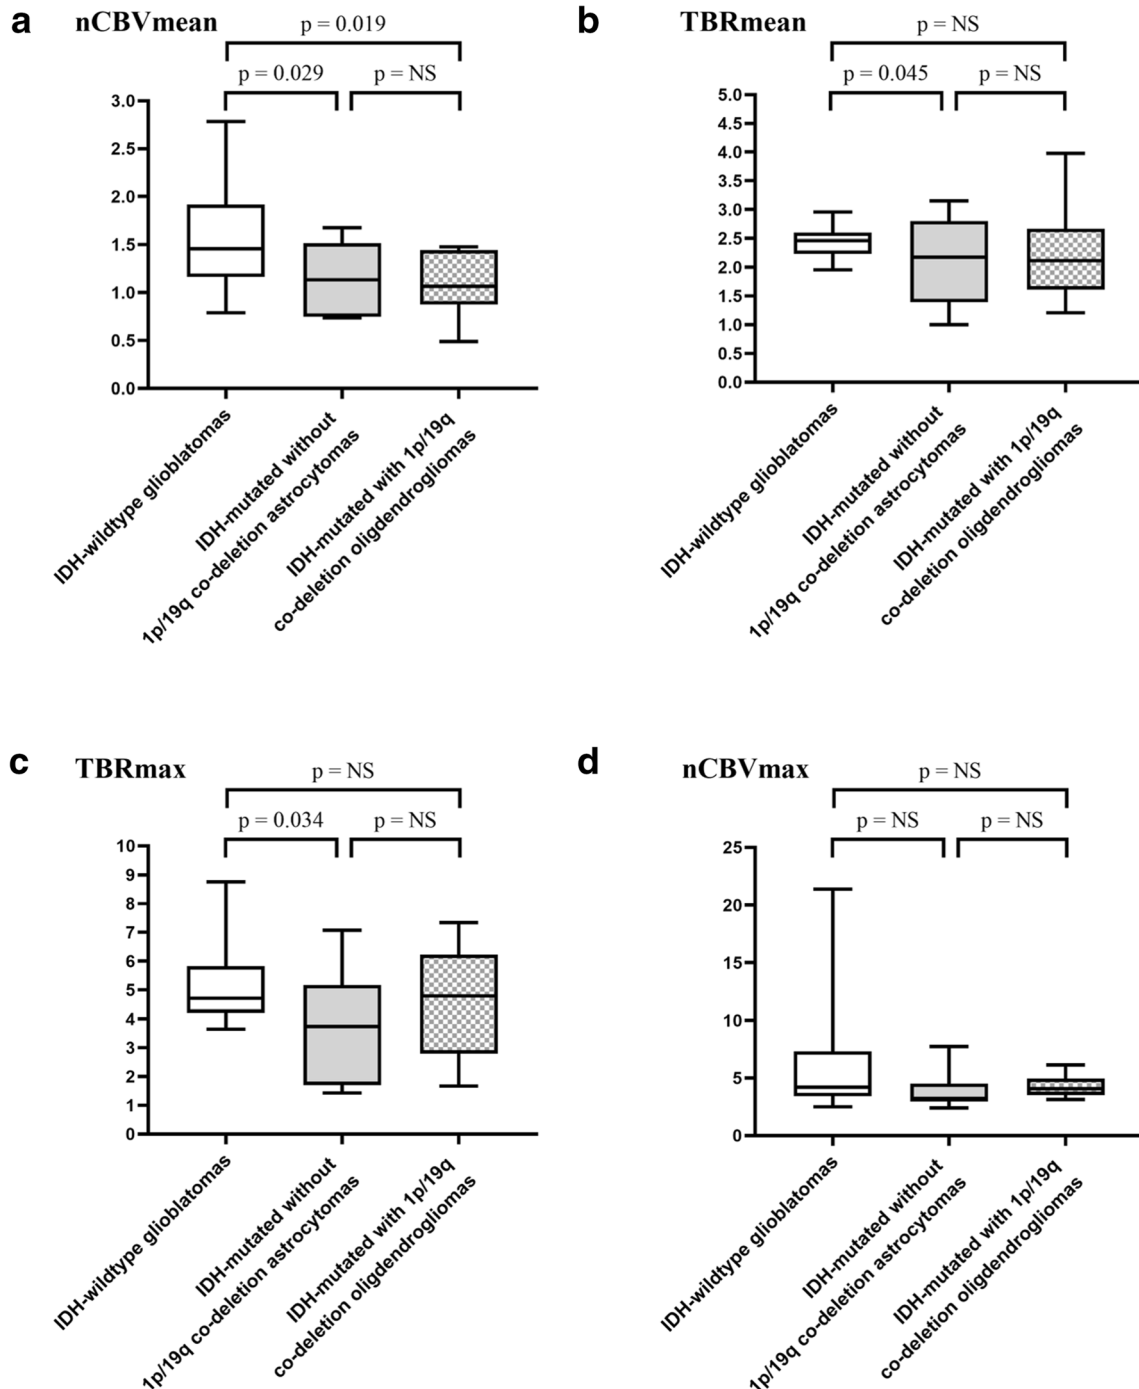 a nCBVmean
p = 0.019
p = 0.029 p = NS
3.0
2.5
2.0
1.5
1.0
0.5
0.0
IDH-wildtype glioblatomas
IDH-mutated without
1p/19q co-deletion astrocytomas
IDH-mutated with 1p/19q
co-deletion oligdendrogliomas
b TBRmean
p = NS
p = 0.045 p = NS
5.0
4.5
4.0
3.5
3.0
2.5
2.0
1.5
1.0
0.5
0.0
IDH-wildtype glioblatomas
IDH-mutated without
1p/19q co-deletion astrocytomas
IDH-mutated with 1p/19q
co-deletion oligdendrogliomas
c TBRmax
p = NS
p = 0.034 p = NS
10
9
8
7
6
5
4
3
2
1
0
IDH-wildtype glioblatomas
IDH-mutated without
1p/19q co-deletion astrocytomas
IDH-mutated with 1p/19q
co-deletion oligdendrogliomas
d nCBVmax
p = NS
p = NS p = NS
25
20
15
10
5
0
IDH-wildtype glioblatomas
IDH-mutated without
1p/19q co-deletion astrocytomas
IDH-mutated with 1p/19q
co-deletion oligdendrogliomas